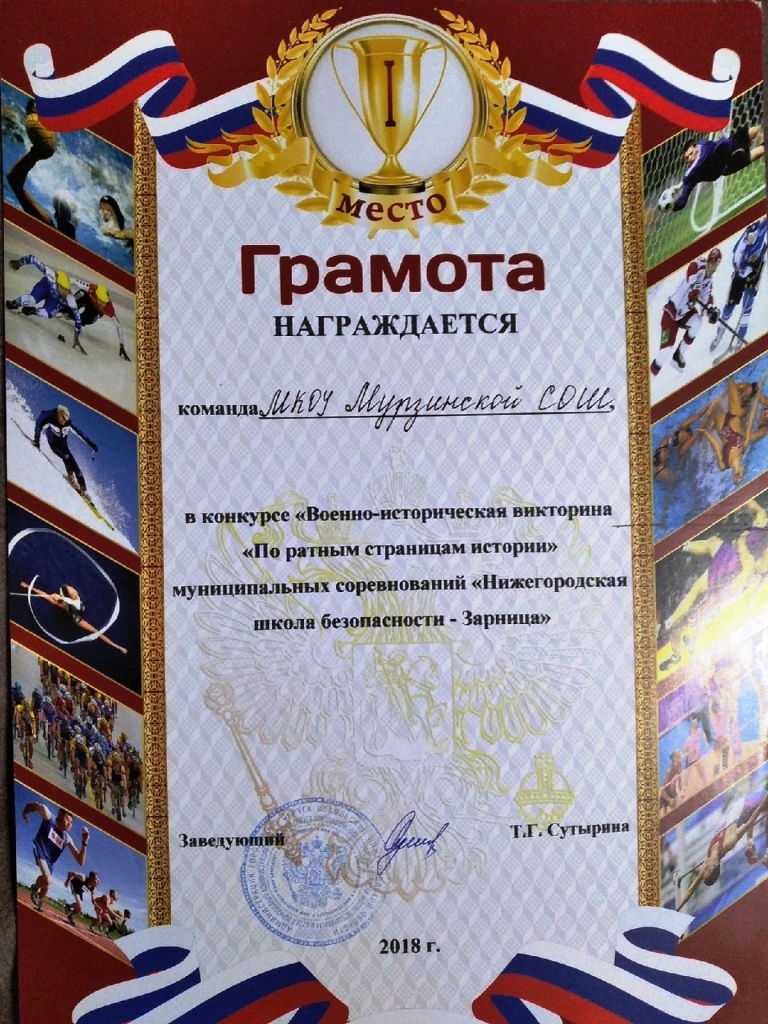 I
место
Грамота
НАГРАЖДАЕТСЯ
команда МКОУ Мурзинской СОШ,
в конкурсе «Военно-историческая викторина
«По ратным страницам истории»
муниципальных соревнований «Нижегородская
школа безопасности - Зарница»
Заведующий
Т.Г. Сутырина
2018 г.